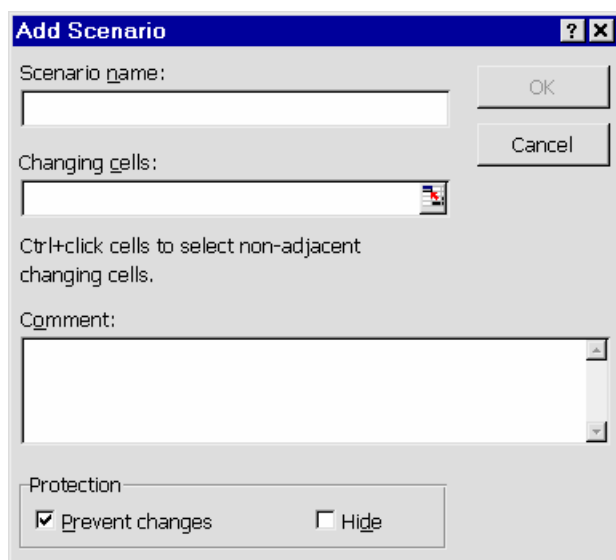 Add Scenario
Scenario name:
OK
Cancel
Changing cells:
Ctrl+click cells to select non-adjacent
changing cells.
Comment:
Protection
Prevent changes Hide